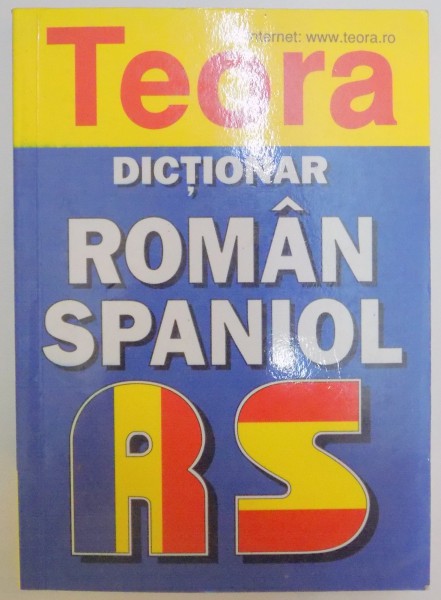 internet: www.teora.ro
Teora
DICȚIONAR
ROMÂN
SPANIOL
RS